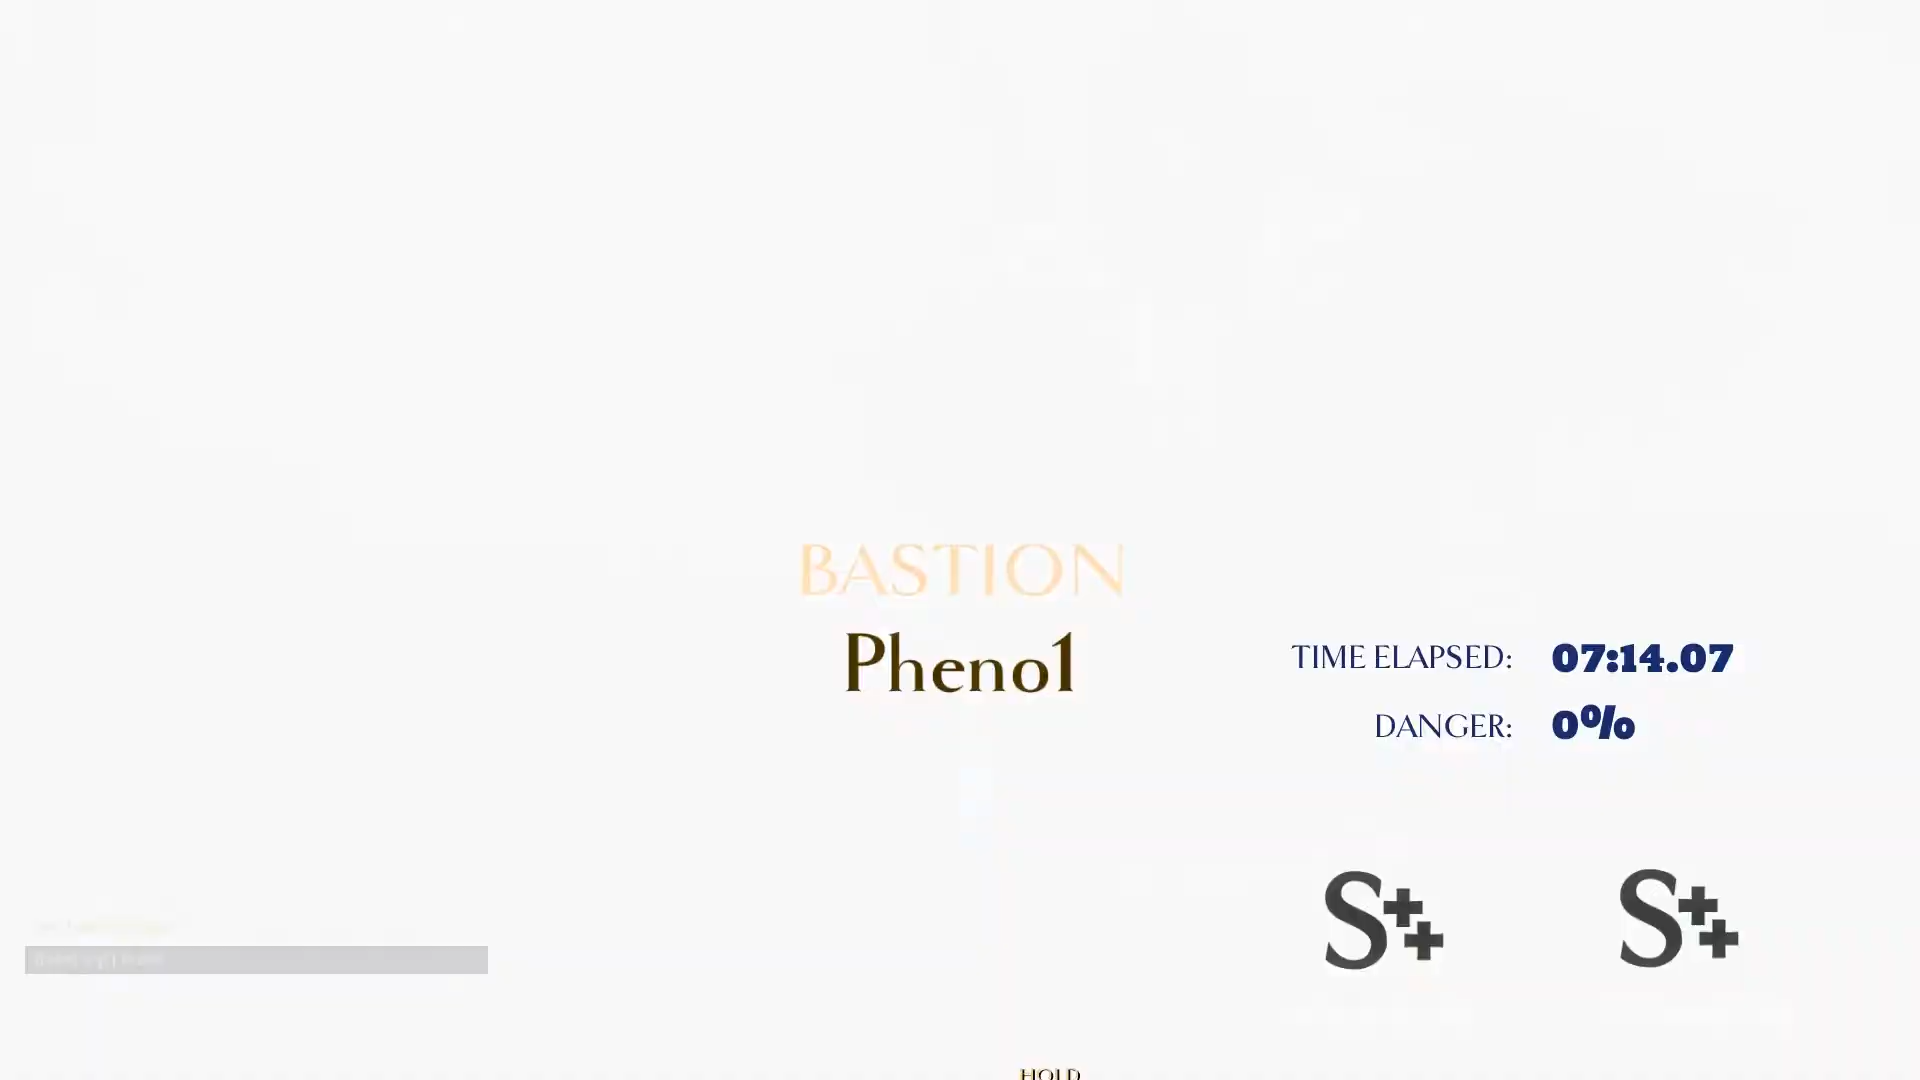 BASTION
Pheno1
TIME ELAPSED: 07:14.07
DANGER: 0%
S++ S++
HOLD